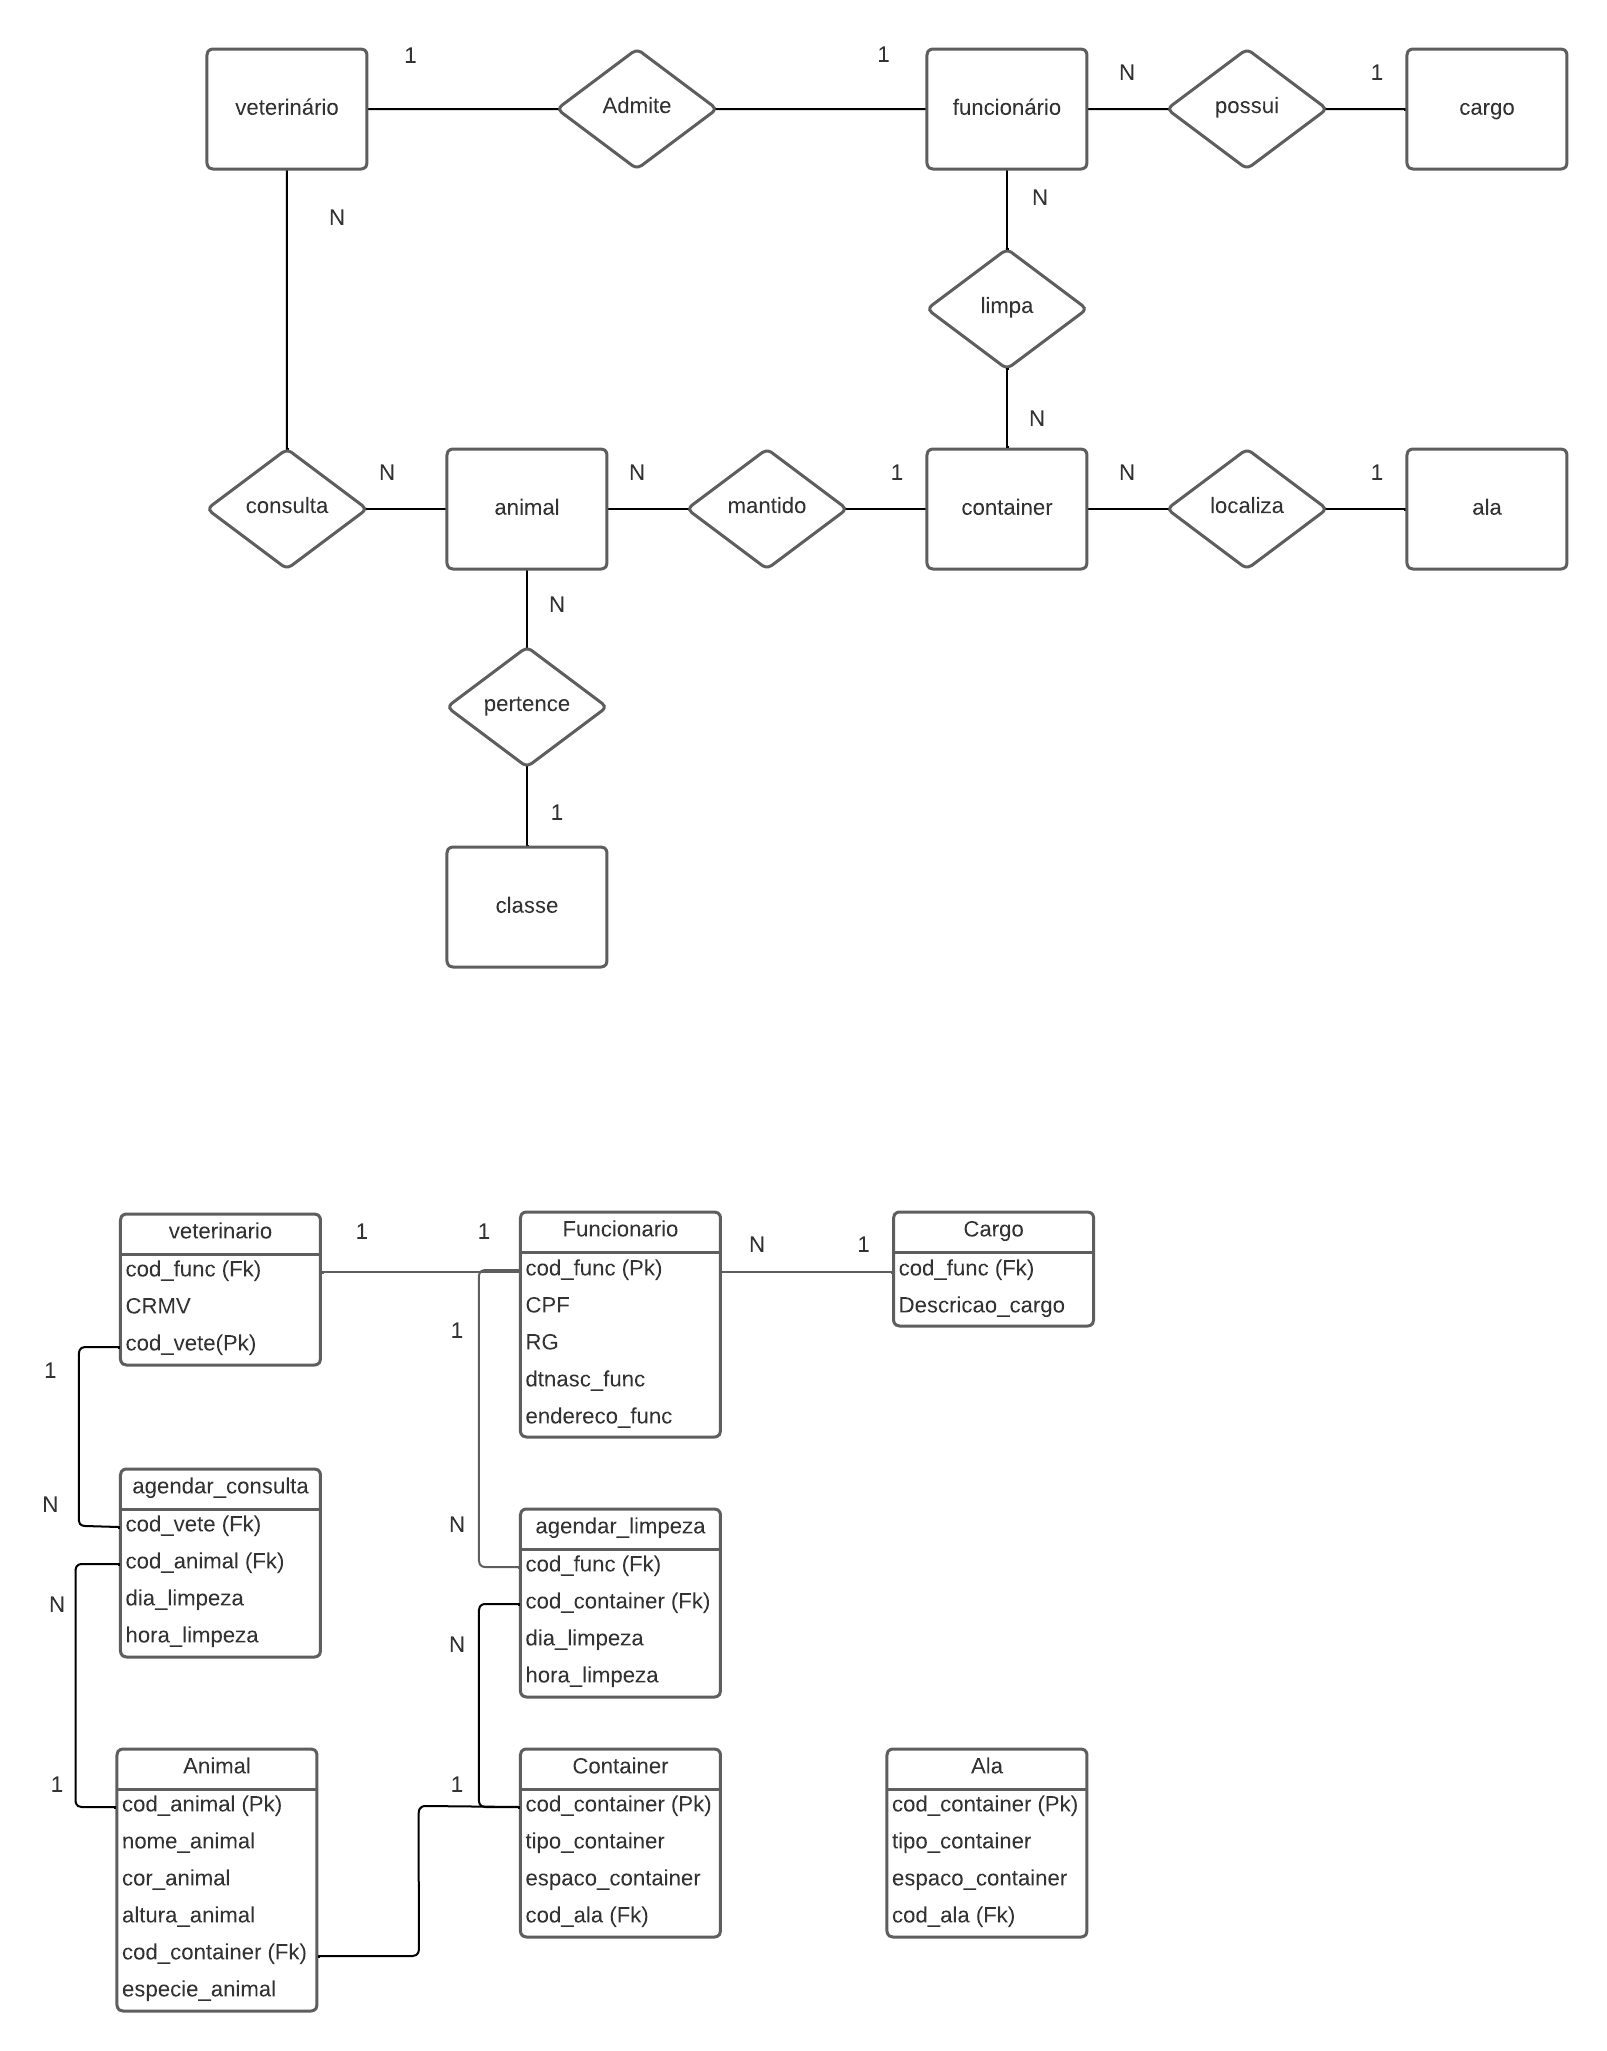 1
1
N
1
veterinário
Admite
funcionário
possui
cargo
N
N
limpa
N
N
N
1
N
1
consulta
animal
mantido
container
localiza
ala
N
pertence
1
classe
veterinario
cod_func (Fk)
CRMV
cod_vete(Pk)
1
1
Funcionario
cod_func (Pk)
CPF
RG
dtnasc_func
endereco_func
N
1
Cargo
cod_func (Fk)
Descricao_cargo
1
1
N
N
agendar_consulta
cod_vete (Fk)
cod_animal (Fk)
dia_limpeza
hora_limpeza
agendar_limpeza
cod_func (Fk)
cod_container (Fk)
dia_limpeza
hora_limpeza
N
N
1
1
Animal
cod_animal (Pk)
nome_animal
cor_animal
altura_animal
cod_container (Fk)
especie_animal
Container
cod_container (Pk)
tipo_container
espaco_container
cod_ala (Fk)
Ala
cod_container (Pk)
tipo_container
espaco_container
cod_ala (Fk)